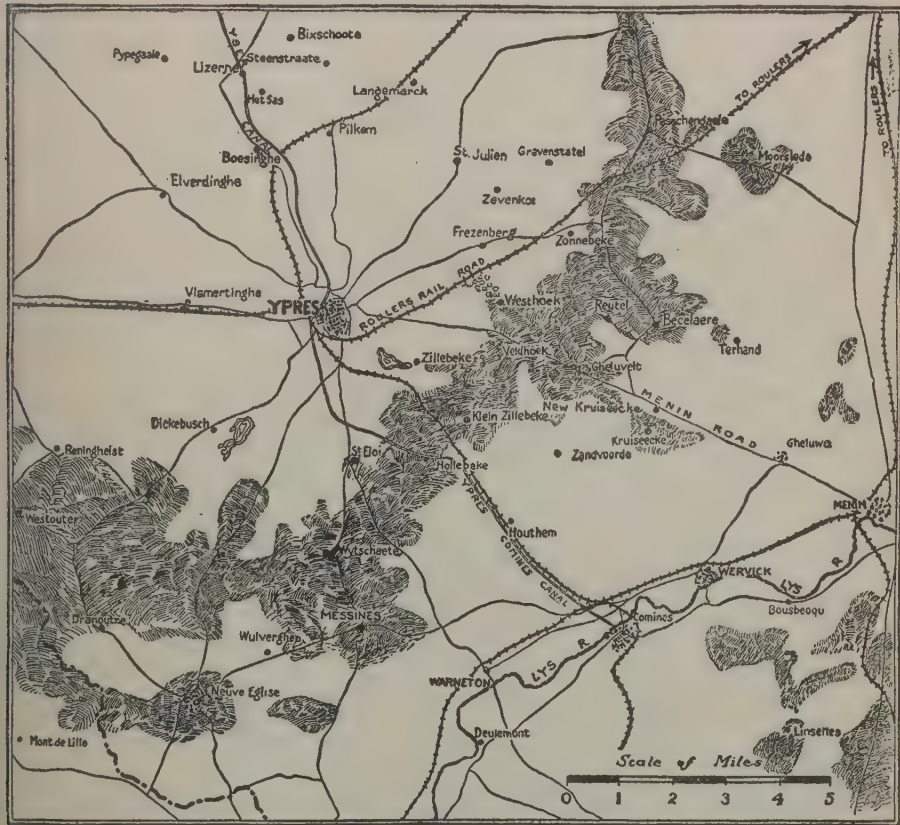 Bixschoote
Pypegaale
Steenstraate
Lizerne
Het Sas
Langemarck
TO ROULERS
TO ROULERS
CANAL
Pilkem
Boesinghe
Passchendaele
Moorslede
St. Julien
Gravenstafel
Elverdinghe
Zevenkot
Frezenberg
Zonnebeke
Vlamertinghe
YPRES
ROULERS RAIL ROAD
Westhoek
Reutel
Becelaere
Terhand
Zillebeke
Veldhoek
Gheluvelt
MENIN ROAD
New Kruiseecke
Klein Zillebeke
Kruiseecke
Dickebusch
Gheluwe
Reninghelst
St Eloi
Zandvoorde
Hollebeke
YPRES COMINES CANAL
Westouter
MENIN
Houthem
Wytschaete
WERVICK
LYS R
Bousbeoqu
Comines
Dranoutre
MESSINES
Wulverghem
LYS R
WARNETON
Neuve Eglise
Mont de Lille
Deulemont
Linselles
Scale of Miles
0 1 2 3 4 5